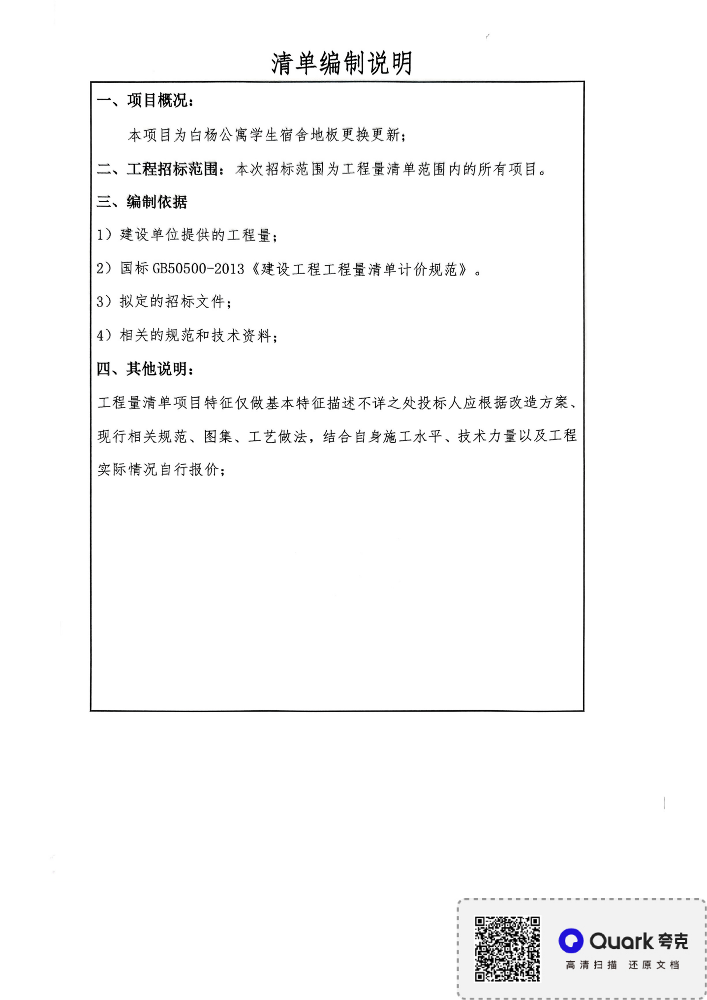 清单编制说明
一、项目概况：
本项目为白杨公寓学生宿舍地板更换更新；
二、工程招标范围：本次招标范围为工程量清单范围内的所有项目。
三、编制依据
1）建设单位提供的工程量；
2）国标 GB50500-2013《建设工程工程量清单计价规范》。
3）拟定的招标文件；
4）相关的规范和技术资料；
四、其他说明：
工程量清单项目特征仅做基本特征描述不详之处投标人应根据改造方案、
现行相关规范、图集、工艺做法，结合自身施工水平、技术力量以及工程
实际情况自行报价；
Quark 夸克
高清扫描 还原文档